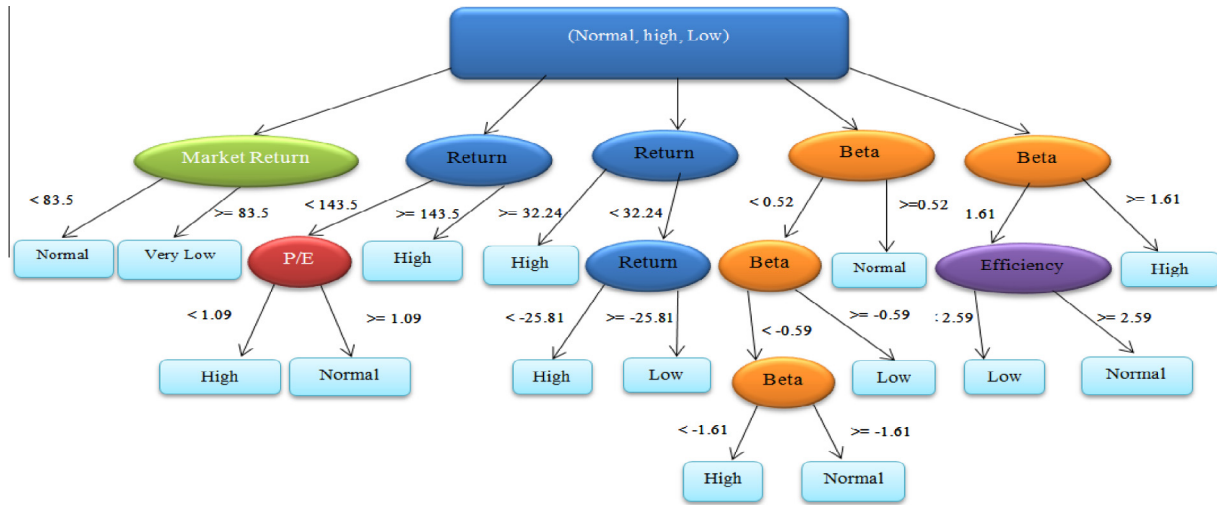 (Normal, high, Low)
Market Return
Return
Return
Beta
Beta
< 83.5
>= 83.5
< 143.5
>= 143.5
>= 32.24
< 32.24
< 0.52
>=0.52
1.61
>= 1.61
Normal
Very Low
P/E
High
High
Return
Beta
Normal
Efficiency
High
< 1.09
>= 1.09
< -25.81
>= -25.81
< -0.59
>= -0.59
: 2.59
>= 2.59
High
Normal
High
Low
Beta
Low
Low
Normal
< -1.61
>= -1.61
High
Normal